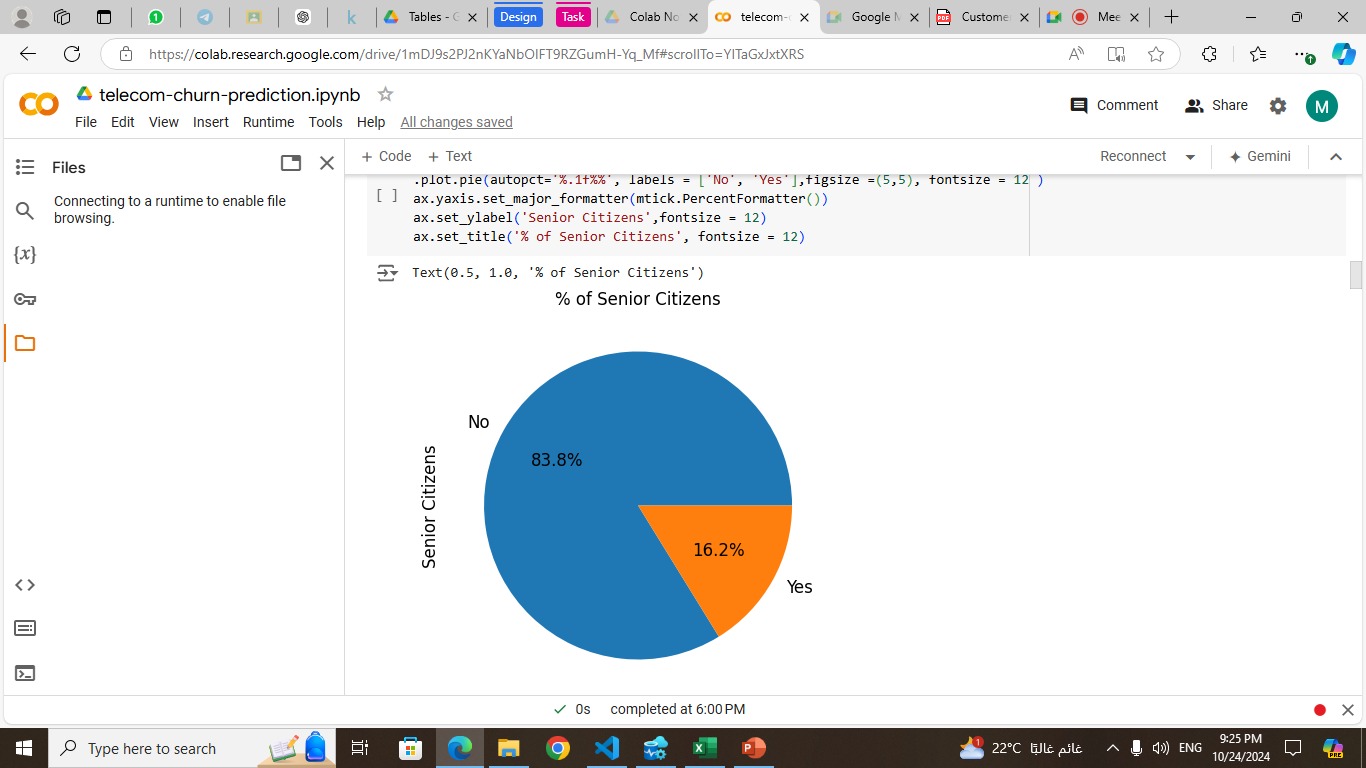 Tables - G
Design
Task
Colab No
telecom-c
Google M
Custome
Mee
https://colab.research.google.com/drive/1mDJ9s2PJ2nKYaNbOlFT9RZGumH-Yq_Mf#scrollTo=YlTaGxJxtXRS
telecom-churn-prediction.ipynb
Comment
Share
M
File Edit View Insert Runtime Tools Help All changes saved
Files
+ Code + Text
Reconnect
Gemini
Connecting to a runtime to enable file
browsing.
.plot.pie(autopct='%.1f%%', labels = ['No', 'Yes'],figsize =(5,5), fontsize = 12 )
[ ]
ax.yaxis.set_major_formatter(mtick.PercentFormatter())
ax.set_ylabel('Senior Citizens',fontsize = 12)
ax.set_title('% of Senior Citizens', fontsize = 12)
Text(0.5, 1.0, '% of Senior Citizens')
% of Senior Citizens
No
83.8%
Senior Citizens
16.2%
Yes
0s completed at 6:00 PM
Type here to search
22°C غائم غالبًا
ENG
9:25 PM
10/24/2024